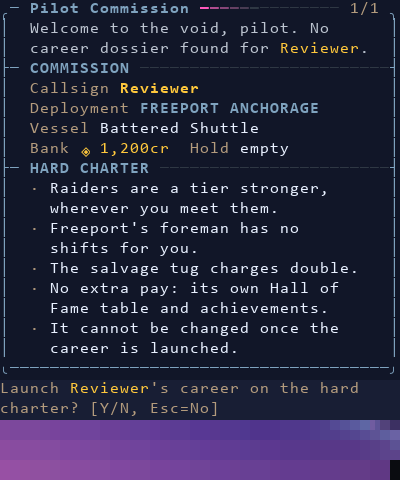 Pilot Commission 1/1
Welcome to the void, pilot. No
career dossier found for Reviewer.
COMMISSION
Callsign Reviewer
Deployment FREEPORT ANCHORAGE
Vessel Battered Shuttle
Bank ◈ 1,200cr Hold empty
HARD CHARTER
· Raiders are a tier stronger,
wherever you meet them.
· Freeport's foreman has no
shifts for you.
· The salvage tug charges double.
· No extra pay: its own Hall of
Fame table and achievements.
· It cannot be changed once the
career is launched.
Launch Reviewer's career on the hard
charter? [Y/N, Esc=No]